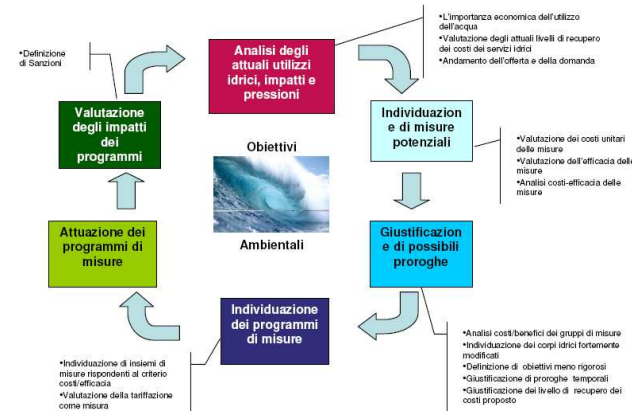 •L'importanza economica dell'utilizzo
dell'acqua
•Valutazione degli attuali livelli di recupero
dei costi dei servizi idrici
•Andamento dell'offerta e della domanda
Analisi degli
attuali utilizzi
idrici, impatti e
pressioni
•Definizione
di Sanzioni
Valutazione
degli impatti
dei
programmi
Individuazion
e di misure
potenziali
•Valutazione dei costi unitari
delle misure
•Valutazione dell'efficacia delle
misure
•Analisi costi-efficacia delle
misure
Obiettivi
Ambientali
Attuazione dei
programmi di
misure
Giustificazion
e di possibili
proroghe
Individuazione
dei programmi
di misura
•Analisi costi/benefici dei gruppi di misure
•Individuazione dei corpi idrici fortemente
modificati
•Definizione di obiettivi meno rigorosi
•Giustificazione di proroghe temporali
•Giustificazione dei livello di recupero dei
costi proposto
•Individuazione di insiemi di
misure rispondenti al criterio
costi/efficacia
•Valutazione della tariffazione
come misura